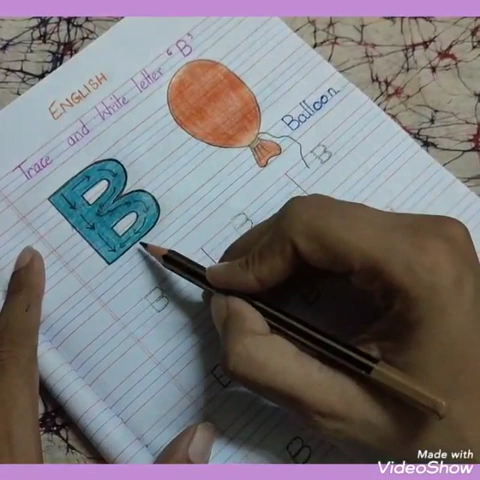 ENGLISH
Trace and Write letter "B"
Balloon
B
B
B
B
B
Made with
VideoShow